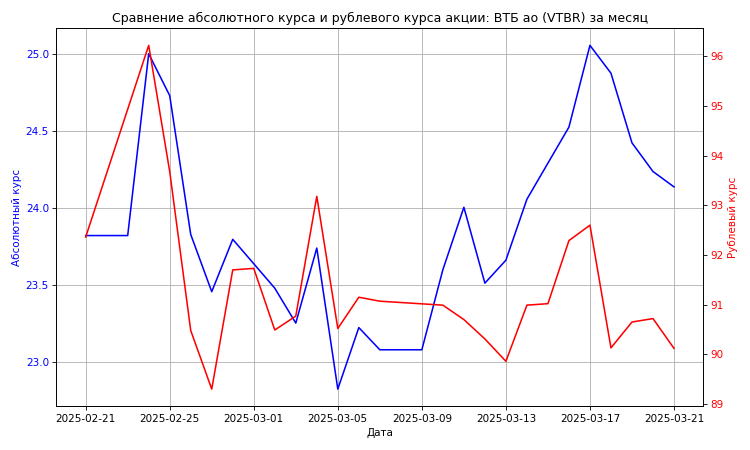 Сравнение абсолютного курса и рублевого курса акции: ВТБ ао (VTBR) за месяц
Абсолютный курс
25.0
24.5
24.0
23.5
23.0
96
95
94
93
92
91
90
89
Рублевый курс
2025-02-21 2025-02-25 2025-03-01 2025-03-05 2025-03-09 2025-03-13 2025-03-17 2025-03-21
Дата